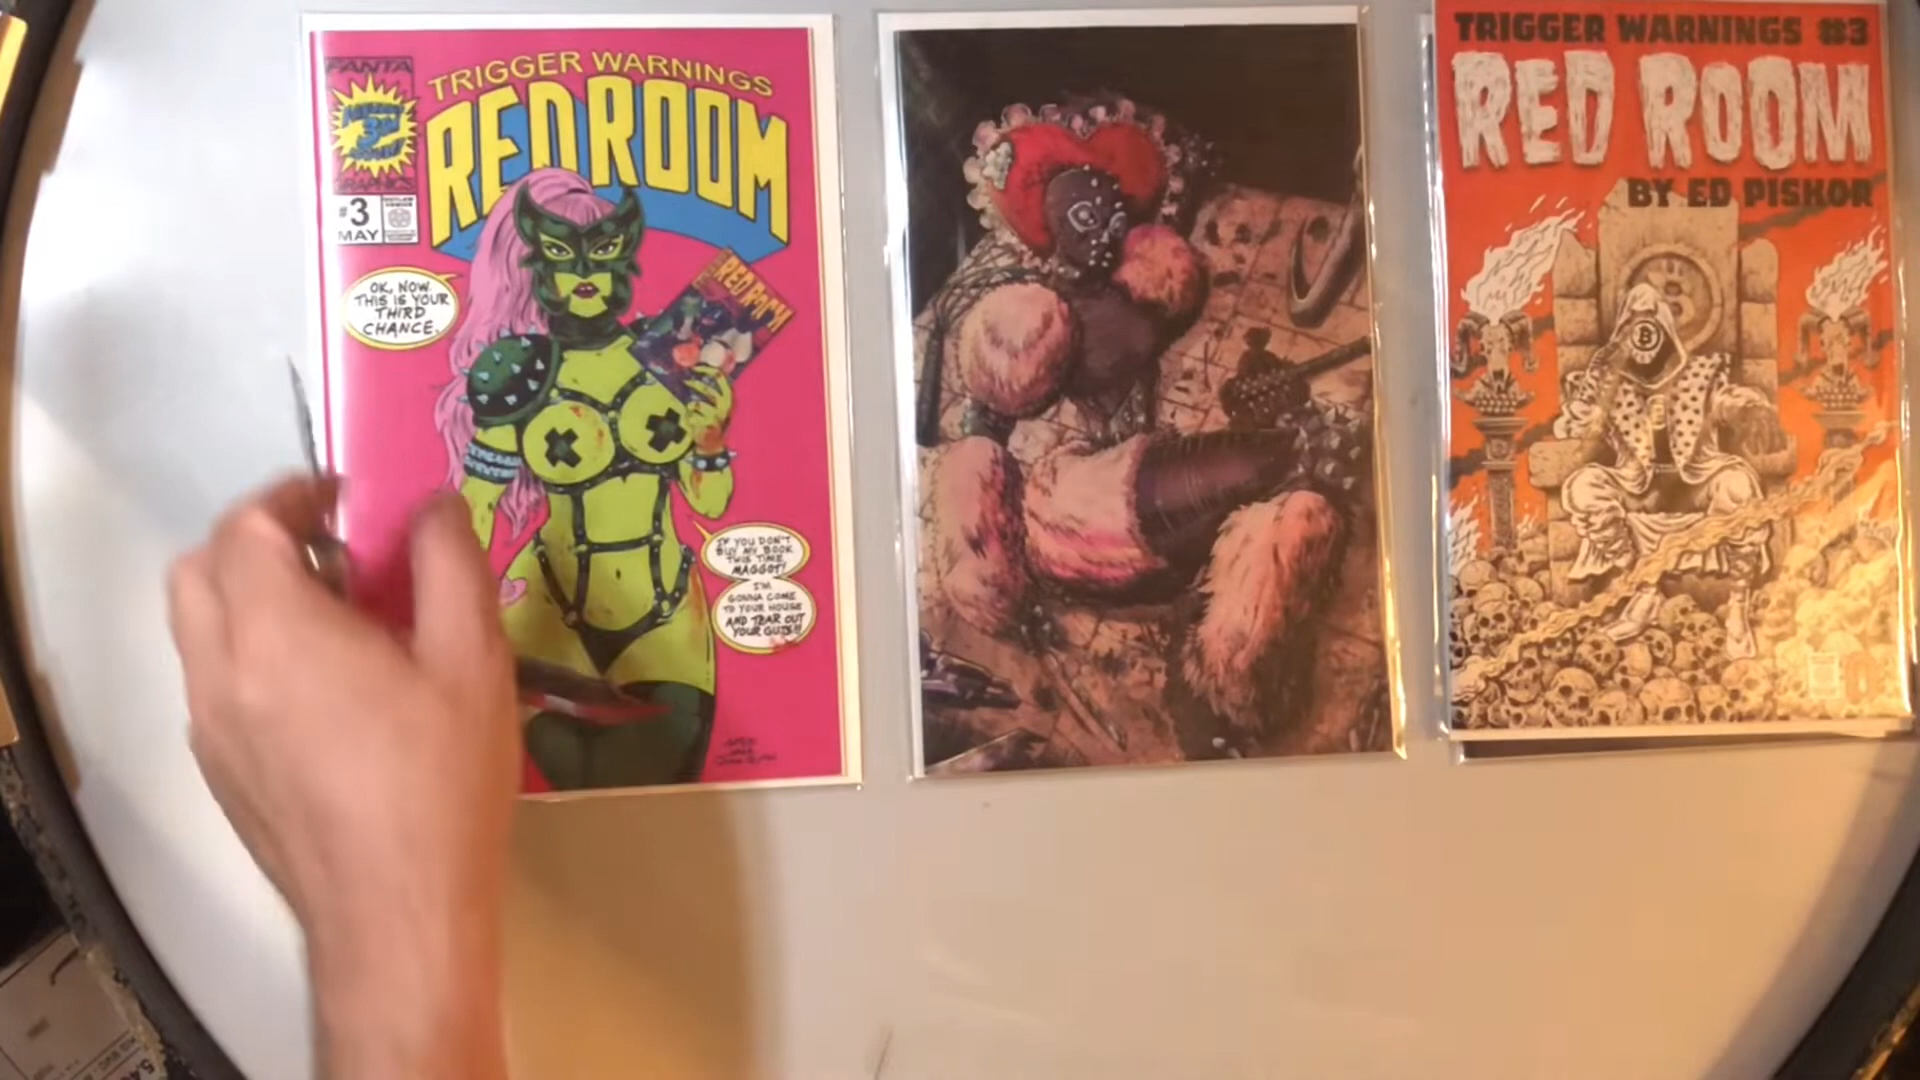 FANTA
GRAPHICS
TRIGGER WARNINGS
RED ROOM
#3
MAY
OK, NOW.
THIS IS YOUR
THIRD
CHANCE.
RED ROOM
IF YOU DON'T
BUY MY BOOK
THIS TIME,
MAGGOT!
I'M
GONNA COME
TO YOUR HOUSE
AND TEAR OUT
YOUR GUTS!!
TRIGGER WARNINGS #3
RED ROOM
BY ED PISKOR
B